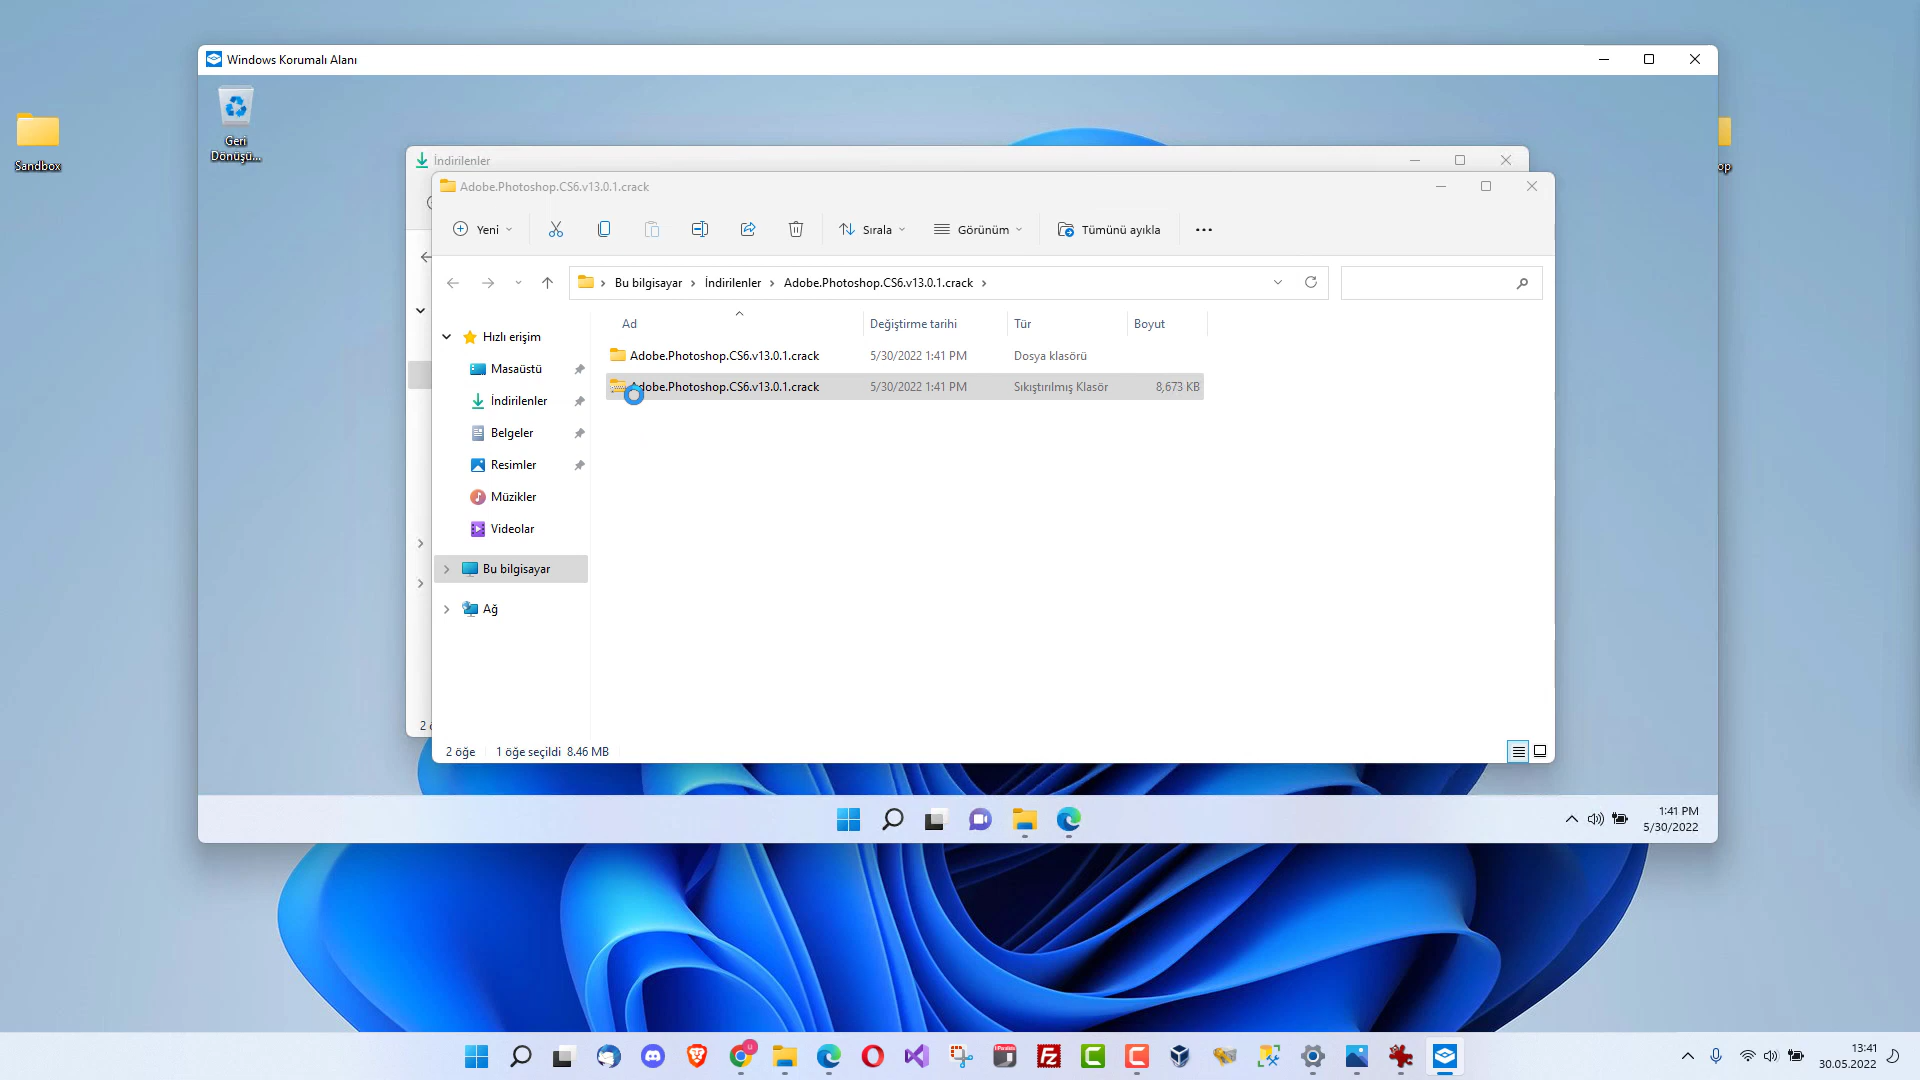 Windows Korumalı Alanı
Sandbox
Geri
Dönüşü...
op
İndirilenler
Adobe.Photoshop.CS6.v13.0.1.crack
Yeni
Sırala
Görünüm
Tümünü ayıkla
Bu bilgisayar
İndirilenler
Adobe.Photoshop.CS6.v13.0.1.crack
Ad
Değiştirme tarihi
Tür
Boyut
Adobe.Photoshop.CS6.v13.0.1.crack
5/30/2022 1:41 PM
Dosya klasörü
Adobe.Photoshop.CS6.v13.0.1.crack
5/30/2022 1:41 PM
Sıkıştırılmış Klasör
8,673 KB
Hızlı erişim
Masaüstü
İndirilenler
Belgeler
Resimler
Müzikler
Videolar
Bu bilgisayar
Ağ
2 öğe
1 öğe seçildi 8.46 MB
1:41 PM
5/30/2022
13:41
30.05.2022